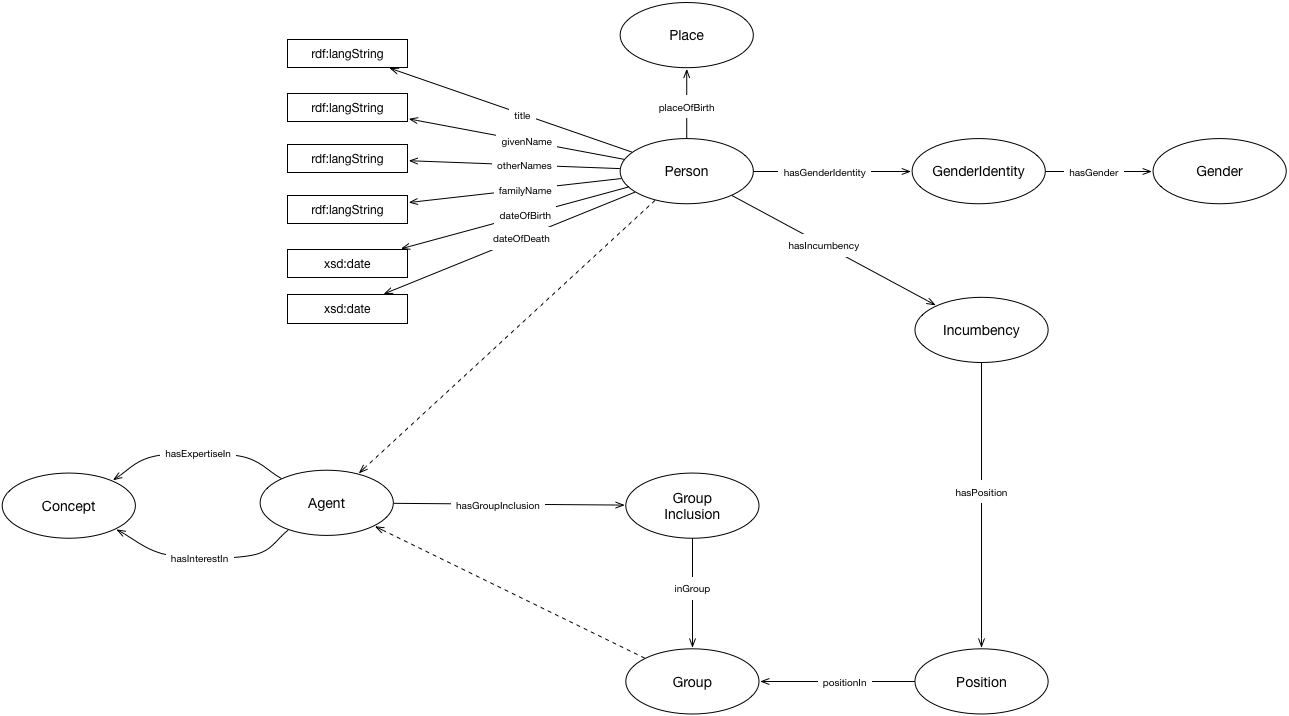 Place
rdf:langString
rdf:langString
placeOfBirth
title
givenName
rdf:langString
otherNames
Person
hasGenderIdentity
GenderIdentity
hasGender
Gender
familyName
rdf:langString
dateOfBirth
dateOfDeath
hasIncumbency
xsd:date
xsd:date
Incumbency
hasExpertiseIn
Concept
Agent
hasGroupInclusion
Group
Inclusion
hasPosition
hasInterestIn
inGroup
Group
positionIn
Position